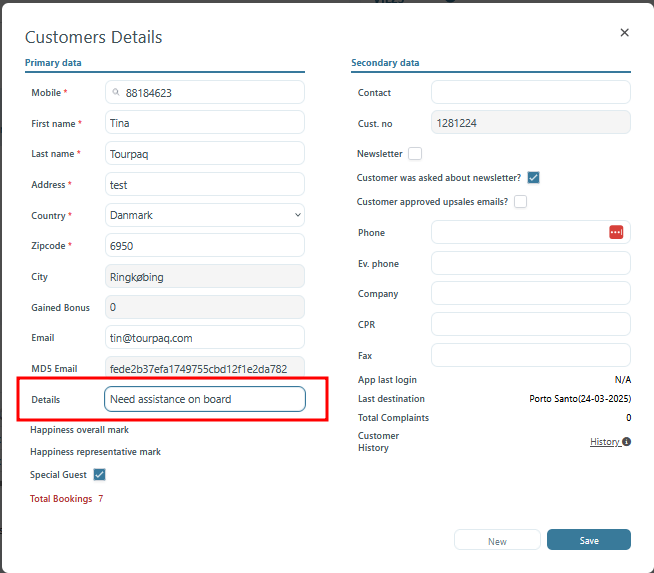 Customers Details
Primary data
Mobile * 88184623
First name * Tina
Last name * Tourpaq
Address * test
Country * Danmark
Zipcode * 6950
City Ringkøbing
Gained Bonus 0
Email tin@tourpaq.com
MD5 Email fede2b37efa1749755cbd12f1e2da782
Details Need assistance on board
Happiness overall mark
Happiness representative mark
Special Guest
Total Bookings 7
Secondary data
Contact
Cust. no 1281224
Newsletter
Customer was asked about newsletter?
Customer approved upsales emails?
Phone
Ev. phone
Company
CPR
Fax
App last login N/A
Last destination Porto Santo(24-03-2025)
Total Complaints 0
Customer
History History
New Save